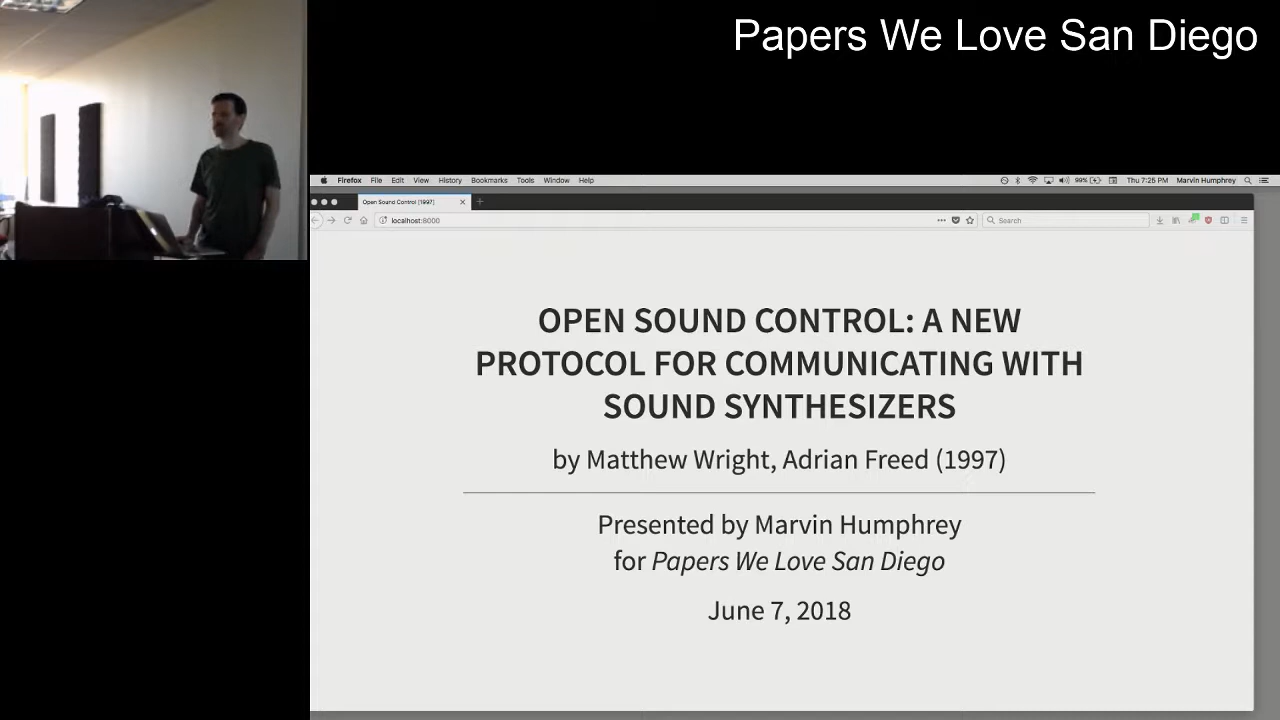 Papers We Love San Diego
Firefox File Edit View History Bookmarks Tools Window Help 99% Thu 7:25 PM Marvin Humphrey
Open Sound Control [1997]
localhost:8000
Search
OPEN SOUND CONTROL: A NEW
PROTOCOL FOR COMMUNICATING WITH
SOUND SYNTHESIZERS
by Matthew Wright, Adrian Freed (1997)
Presented by Marvin Humphrey
for Papers We Love San Diego
June 7, 2018